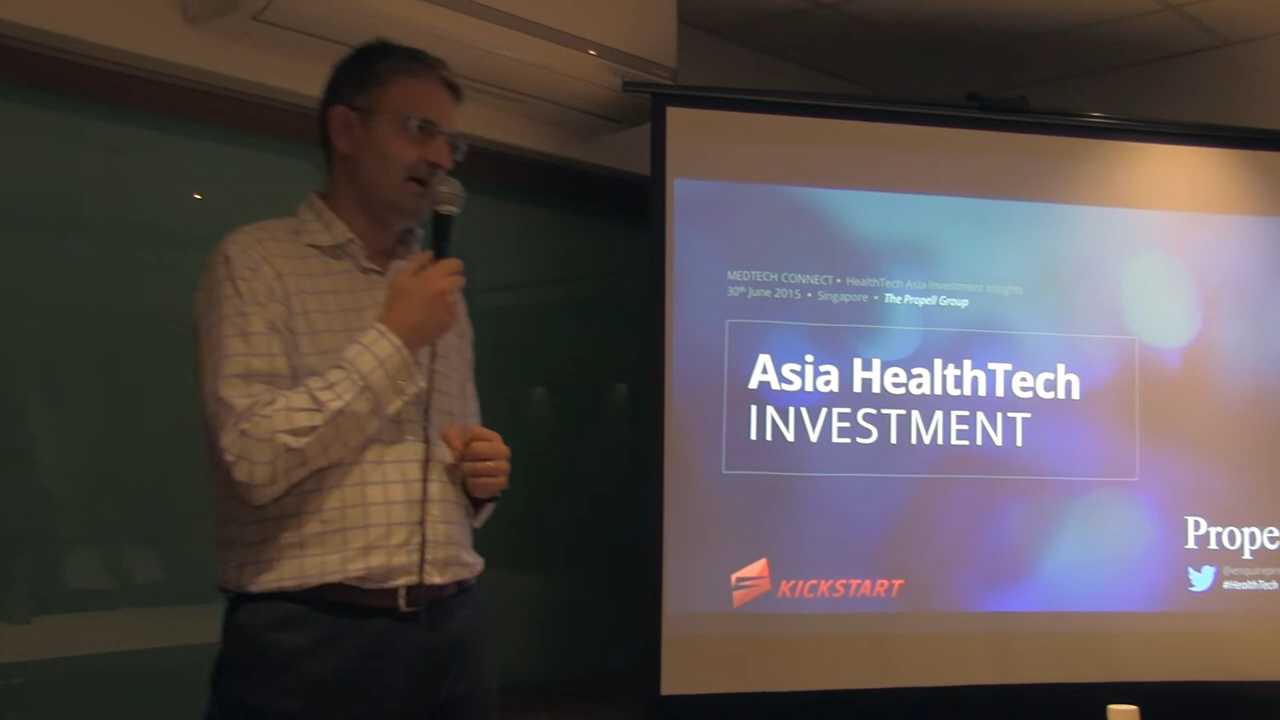 MEDTECH CONNECT • HealthTech Asia Investment Insights
30th June 2015 • Singapore • The Propell Group
Asia HealthTech
INVESTMENT
Prope
@enquirepro
#HealthTech
KICKSTART